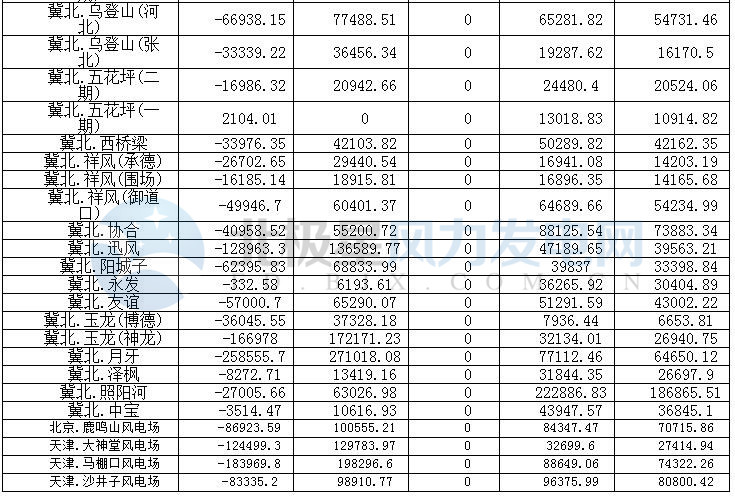 冀北.乌登山(河北) -66938.15 77488.51 0 65281.82 54731.46
冀北.乌登山(张北) -33339.22 36456.34 0 19287.62 16170.5
冀北.五花坪(二期) -16986.32 20942.66 0 24480.4 20524.06
冀北.五花坪(一期) 2104.01 0 0 13018.83 10914.82
冀北.西桥梁 -33976.35 42103.82 0 50289.82 42162.35
冀北.祥风(承德) -26702.65 29440.54 0 16941.08 14203.19
冀北.祥风(围场) -16185.14 18915.81 0 16896.35 14165.68
冀北.祥风(御道口) -49946.7 60401.37 0 64689.66 54234.99
冀北.协合 -40958.52 55200.72 0 88125.54 73883.34
冀北.迅风 -128963.3 136589.77 0 47189.65 39563.21
冀北.阳城子 -62395.83 68833.99 0 39837 33398.84
冀北.永发 -332.58 6193.61 0 36265.92 30404.89
冀北.友谊 -57000.7 65290.07 0 51291.59 43002.22
冀北.玉龙(博德) -36045.55 37328.18 0 7936.44 6653.81
冀北.玉龙(神龙) -166978 172171.23 0 32134.01 26940.75
冀北.月牙 -258555.7 271018.08 0 77112.46 64650.12
冀北.泽枫 -8272.71 13419.16 0 31844.35 26697.9
冀北.照阳河 -27005.66 63026.98 0 222886.83 186865.51
冀北.中宝 -3514.47 10616.93 0 43947.57 36845.1
北京.鹿鸣山风电场 -86923.59 100555.21 0 84347.47 70715.86
天津.大神堂风电场 -124499.3 129783.97 0 32699.6 27414.94
天津.马棚口风电场 -183969.8 198296.6 0 88649.06 74322.26
天津.沙井子风电场 -83335.2 98910.77 0 96375.99 80800.42